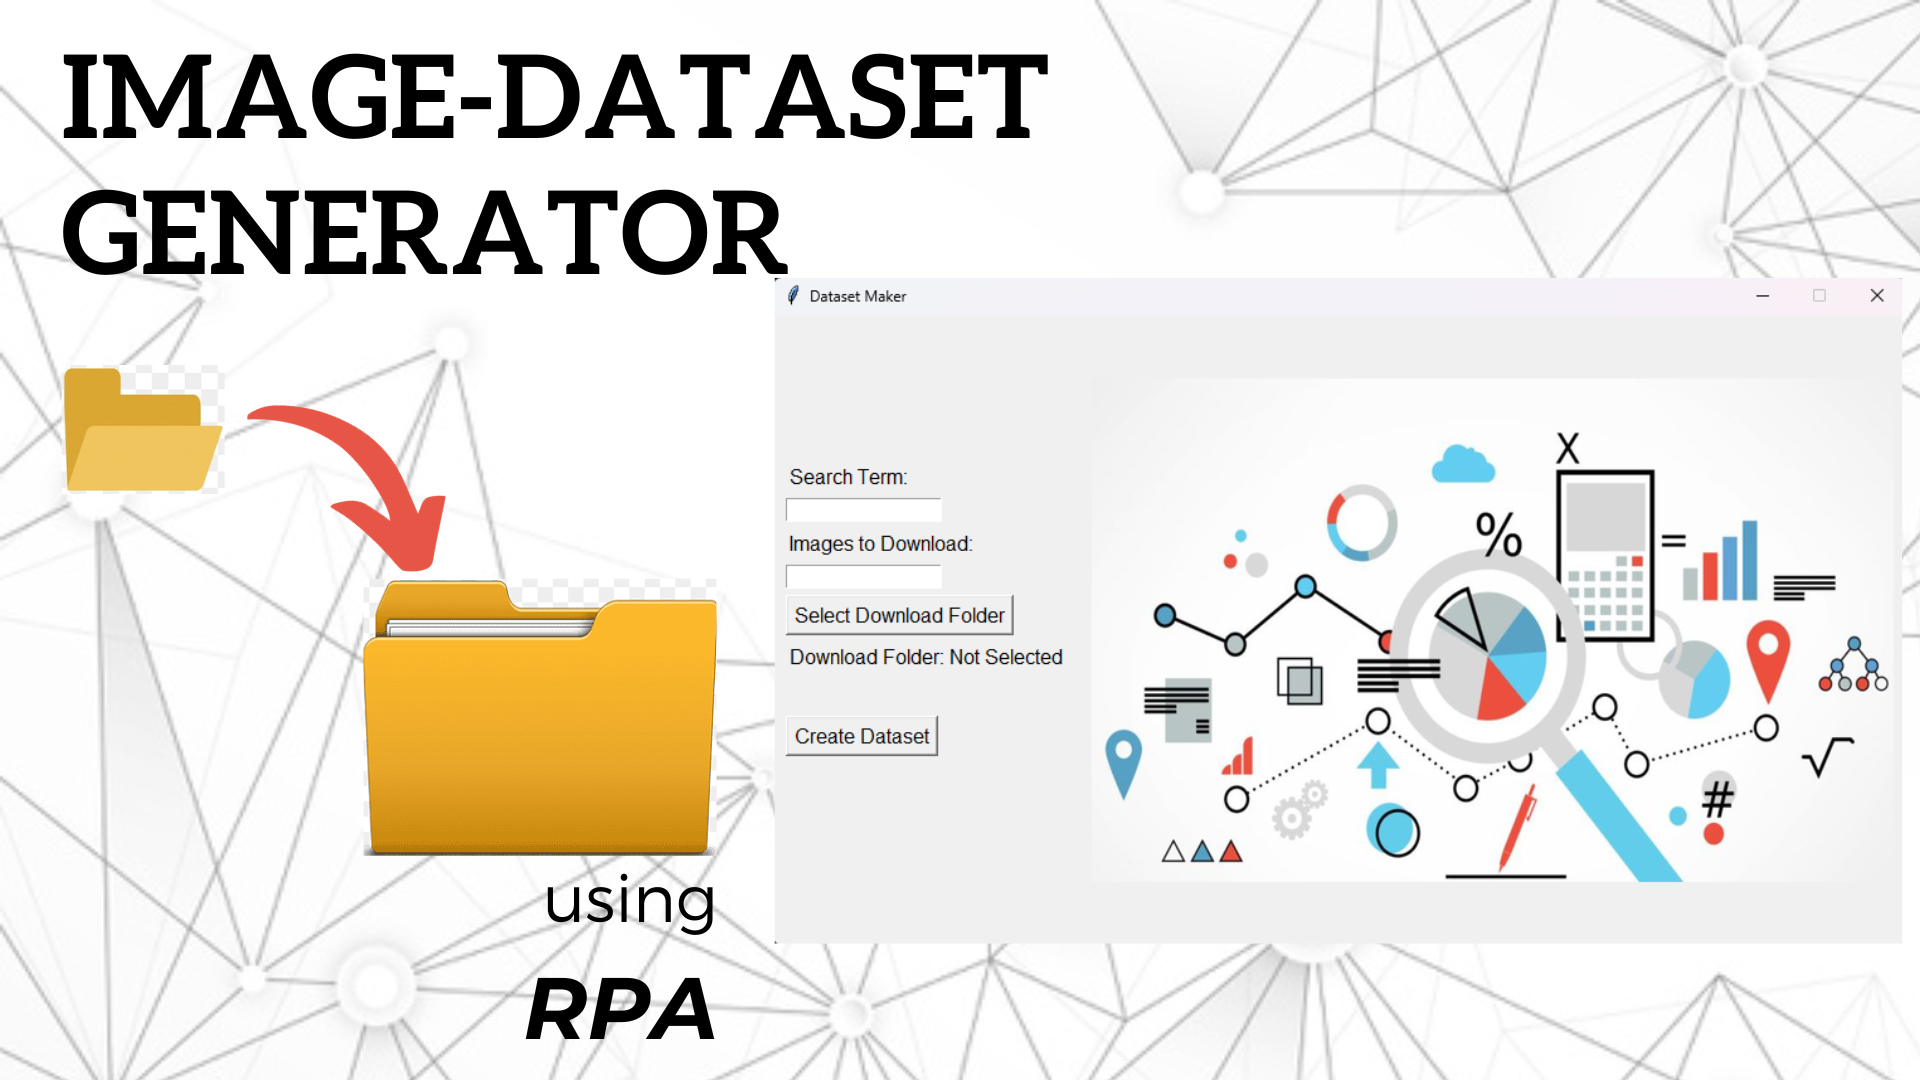 IMAGE-DATASET
GENERATOR
Dataset Maker
Search Term:
Images to Download:
Select Download Folder
Download Folder: Not Selected
Create Dataset
X
%
=
#
using
RPA